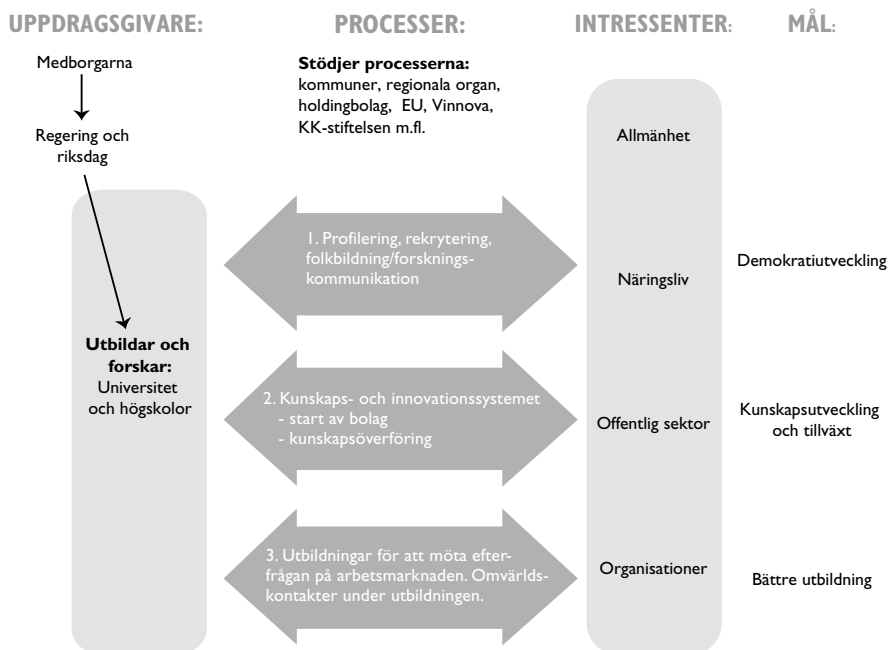 UPPDRAGSGIVARE:
PROCESSER:
INTRESSENTER:
MÅL:
Medborgarna
Regering och
riksdag
Utbildar och
forskar:
Universitet
och högskolor
Stödjer processerna:
kommuner, regionala organ,
holdingbolag, EU, Vinnova,
KK-stiftelsen m.fl.
1. Profilering, rekrytering,
folkbildning/forsknings-
kommunikation
2. Kunskaps- och innovationssystemet
- start av bolag
- kunskapsöverföring
3. Utbildningar för att möta efter-
frågan på arbetsmarknaden. Omvärlds-
kontakter under utbildningen.
Allmänhet
Näringsliv
Offentlig sektor
Organisationer
Demokratiutveckling
Kunskapsutveckling
och tillväxt
Bättre utbildning